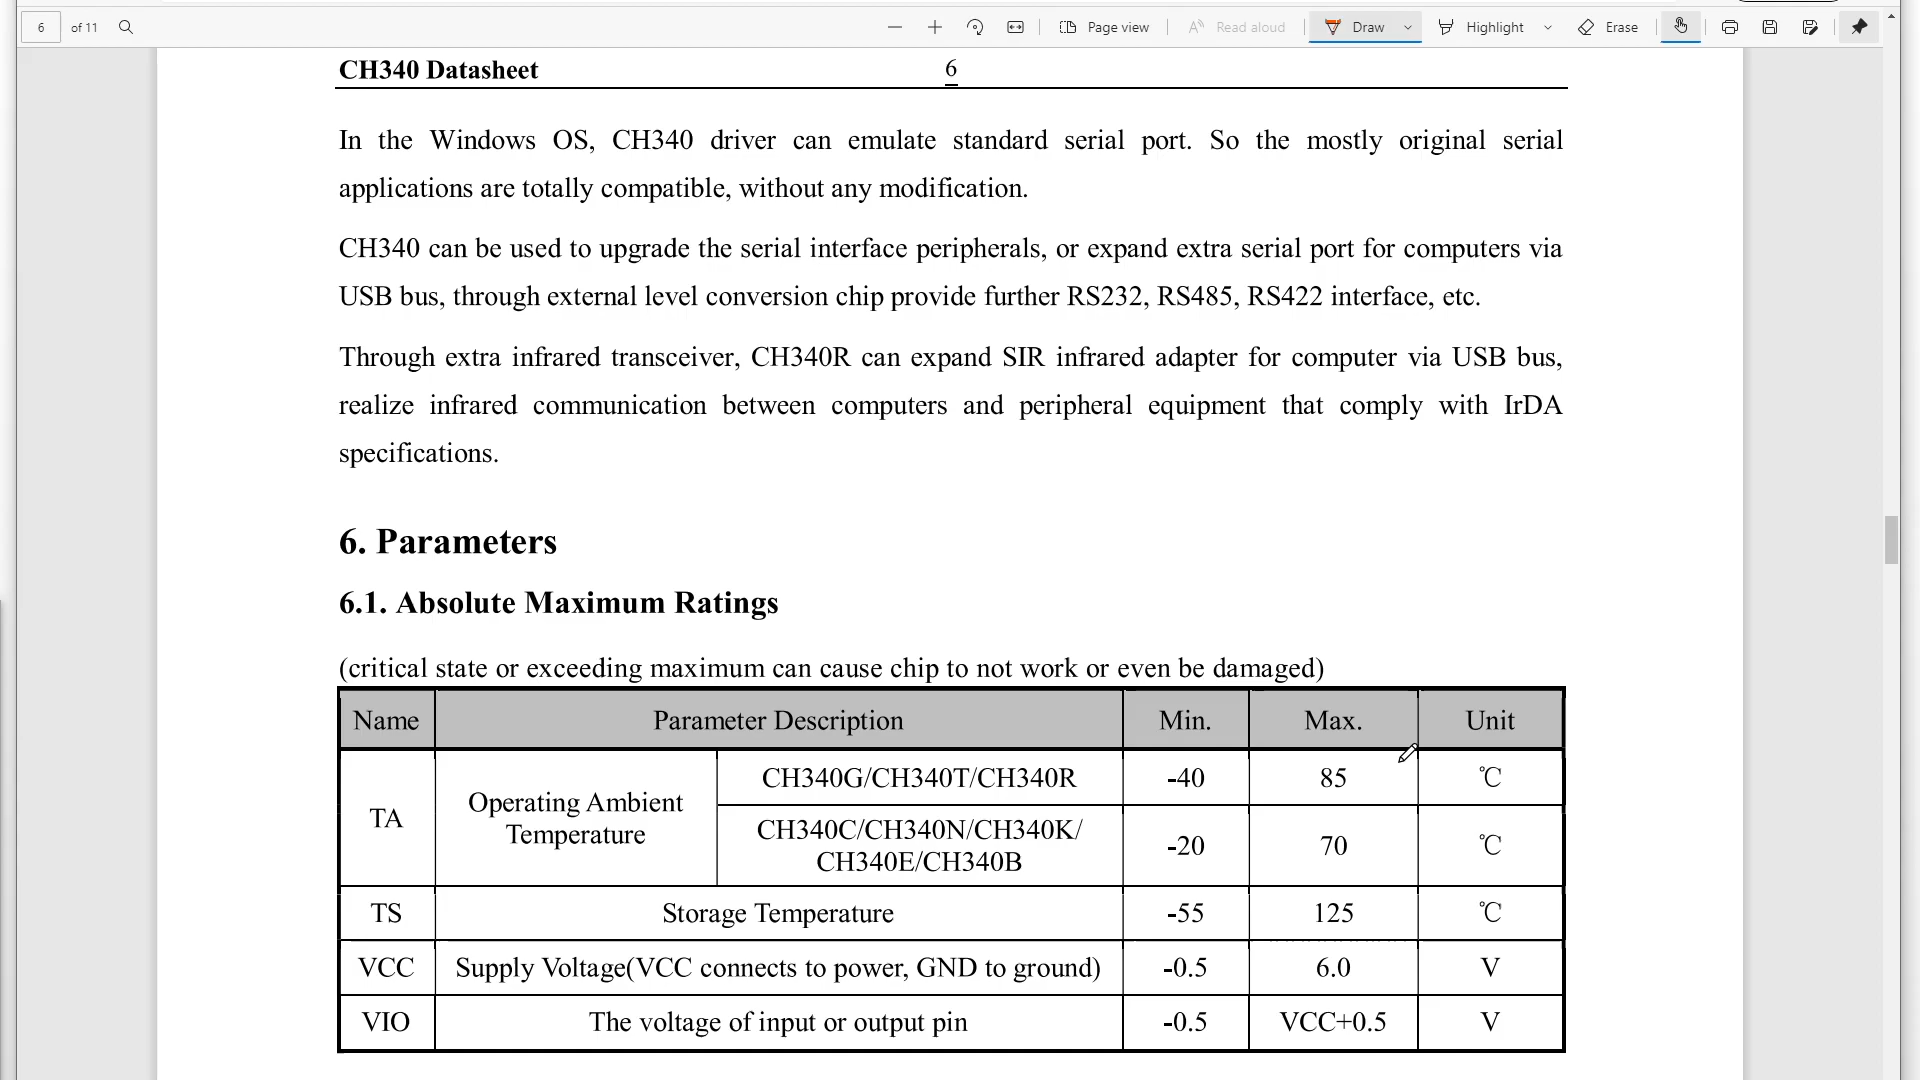 6 of 11 Page view Read aloud Draw Highlight Erase
CH340 Datasheet 6
In the Windows OS, CH340 driver can emulate standard serial port. So the mostly original serial
applications are totally compatible, without any modification.
CH340 can be used to upgrade the serial interface peripherals, or expand extra serial port for computers via
USB bus, through external level conversion chip provide further RS232, RS485, RS422 interface, etc.
Through extra infrared transceiver, CH340R can expand SIR infrared adapter for computer via USB bus,
realize infrared communication between computers and peripheral equipment that comply with IrDA
specifications.
6. Parameters
6.1. Absolute Maximum Ratings
(critical state or exceeding maximum can cause chip to not work or even be damaged)
Name Parameter Description Min. Max. Unit
TA Operating Ambient Temperature CH340G/CH340T/CH340R -40 85 ℃
CH340C/CH340N/CH340K/
CH340E/CH340B -20 70 ℃
TS Storage Temperature -55 125 ℃
VCC Supply Voltage(VCC connects to power, GND to ground) -0.5 6.0 V
VIO The voltage of input or output pin -0.5 VCC+0.5 V